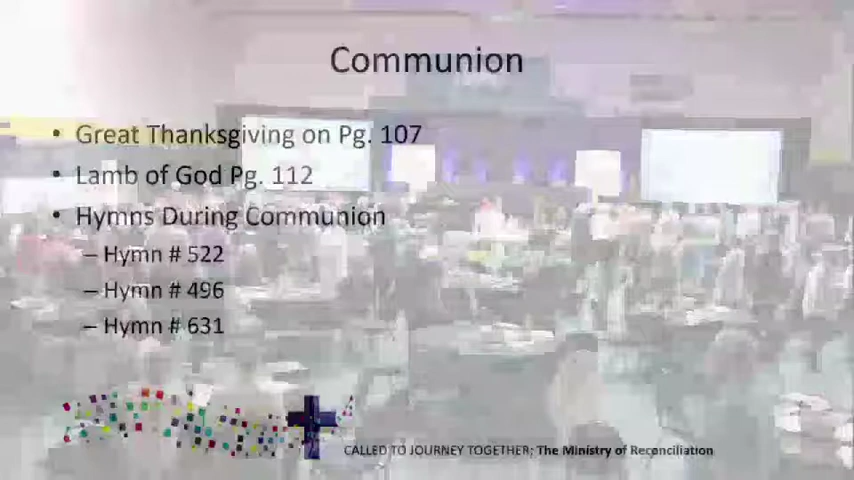 Communion
• Great Thanksgiving on Pg. 107
• Lamb of God Pg. 112
• Hymns During Communion
– Hymn # 522
– Hymn # 496
– Hymn # 631
CALLED TO JOURNEY TOGETHER: The Ministry of Reconciliation